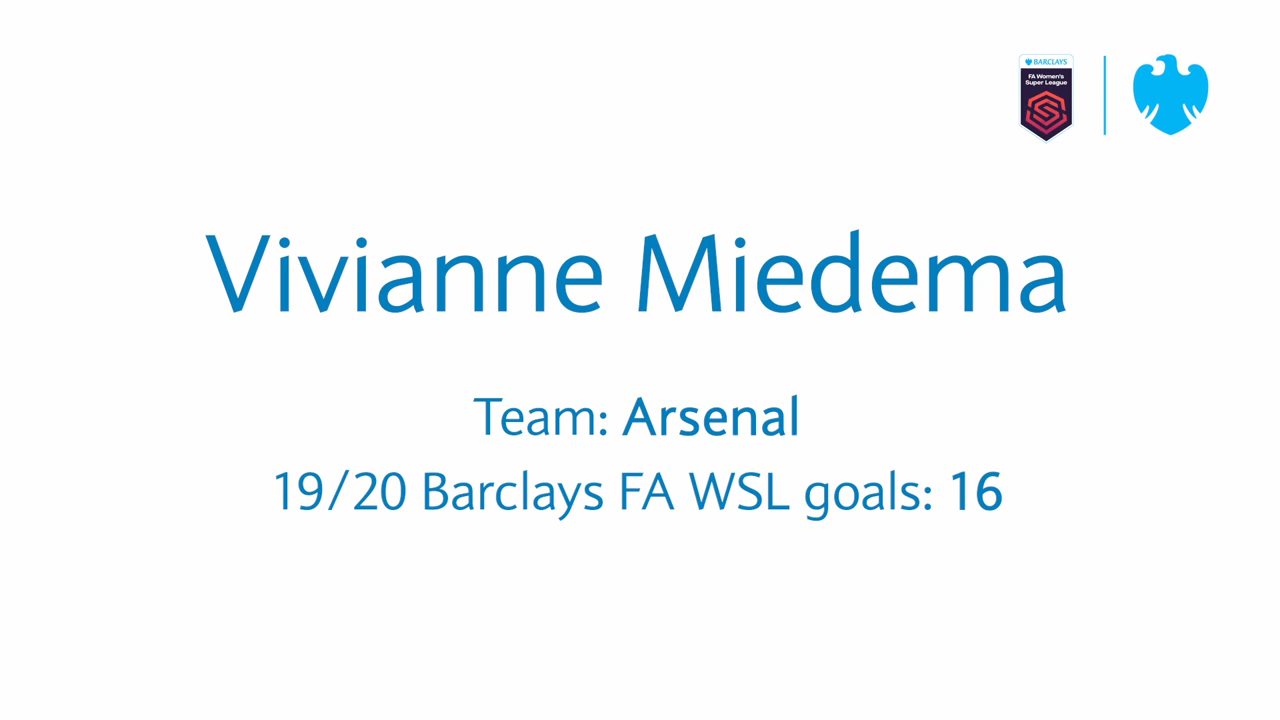 BARCLAYS
FA Women's
Super League
Vivianne Miedema
Team: Arsenal
19/20 Barclays FA WSL goals: 16